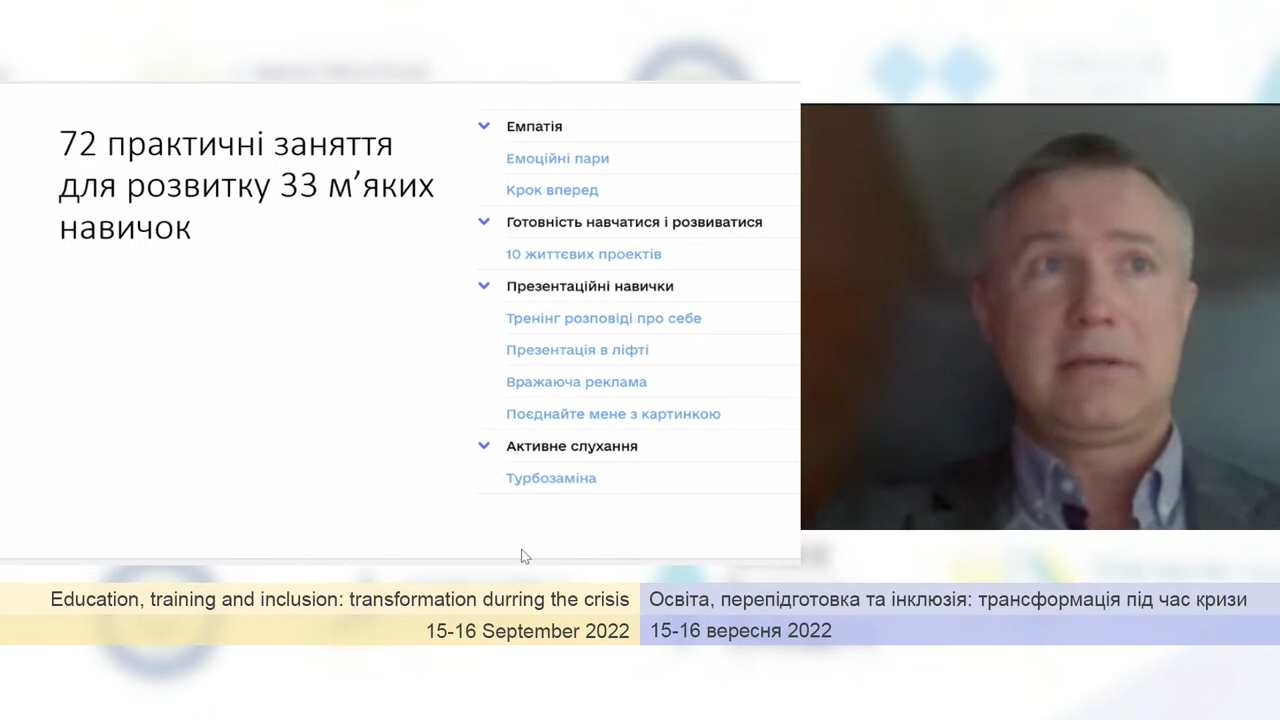 72 практичні заняття
для розвитку 33 м’яких
навичок
Емпатія
Емоційні пари
Крок вперед
Готовність навчатися і розвиватися
10 життєвих проектів
Презентаційні навички
Тренінг розповіді про себе
Презентація в ліфті
Вражаюча реклама
Поєднайте мене з картинкою
Активне слухання
Турбозаміна
Education, training and inclusion: transformation durring the crisis
15-16 September 2022
Освіта, перепідготовка та інклюзія: трансформація під час кризи
15-16 вересня 2022